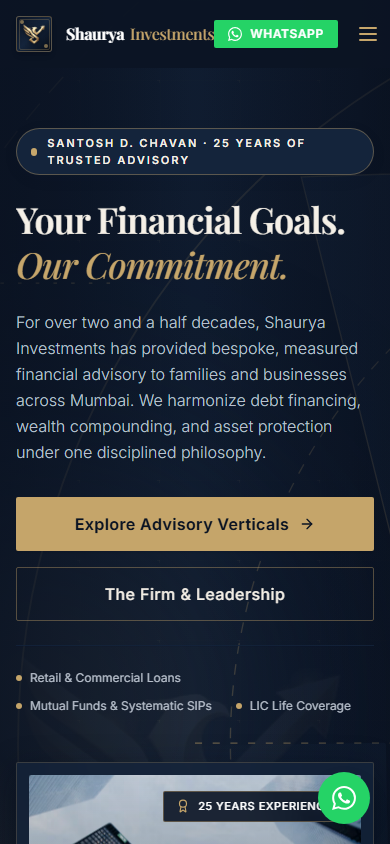 Shaurya Investments
WHATSAPP
SANTOSH D. CHAVAN · 25 YEARS OF
TRUSTED ADVISORY
Your Financial Goals.
Our Commitment.
For over two and a half decades, Shaurya
Investments has provided bespoke, measured
financial advisory to families and businesses
across Mumbai. We harmonize debt financing,
wealth compounding, and asset protection
under one disciplined philosophy.
Explore Advisory Verticals →
The Firm & Leadership
Retail & Commercial Loans
Mutual Funds & Systematic SIPs
LIC Life Coverage
25 YEARS